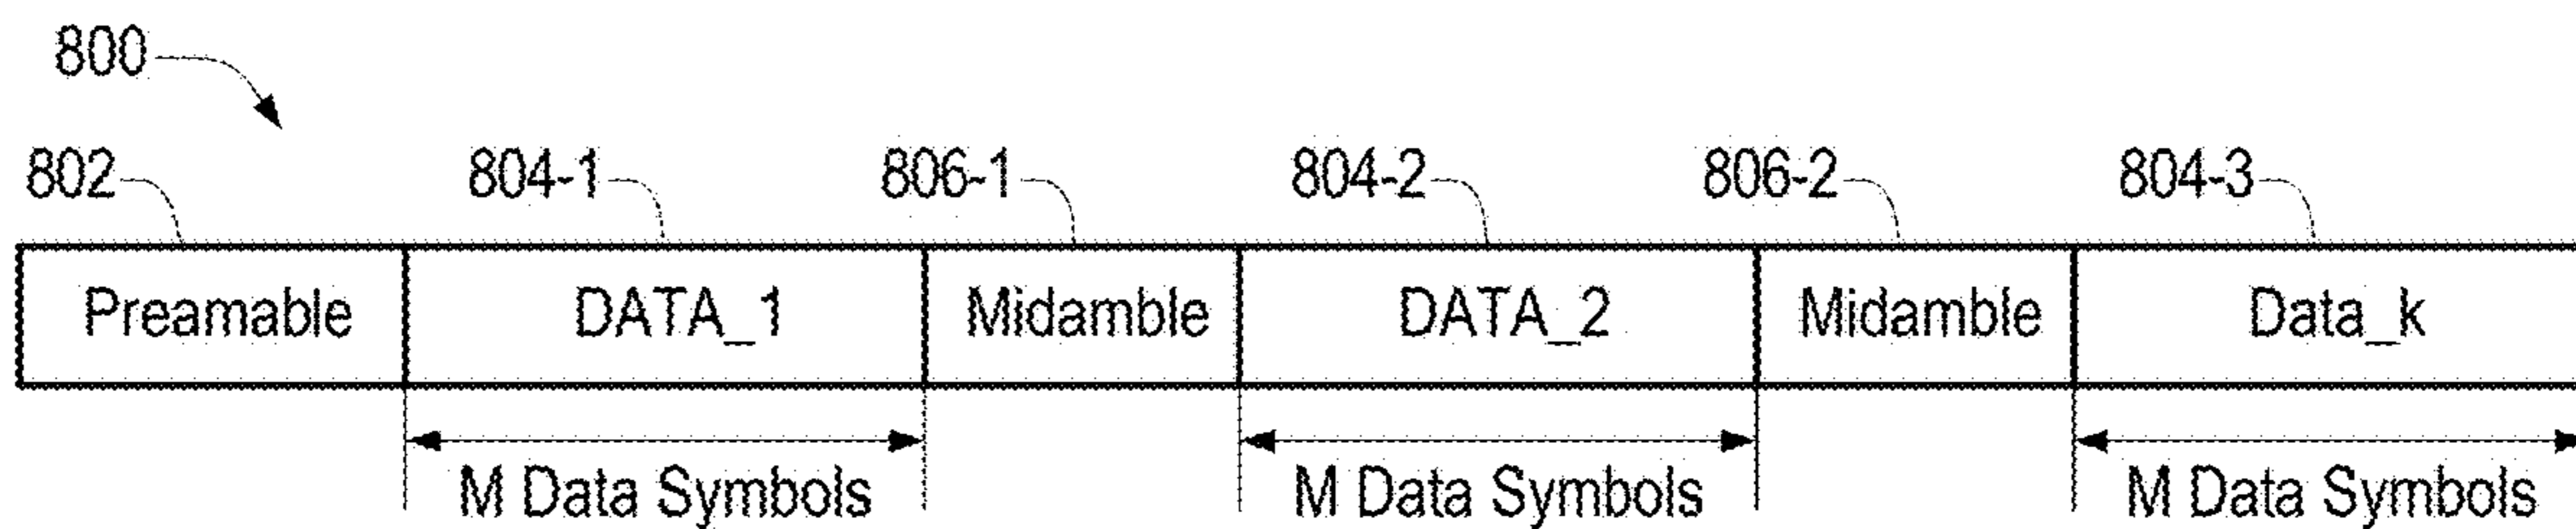 800
802 804-1 806-1 804-2 806-2 804-3
Preamable DATA_1 Midamble DATA_2 Midamble Data_k
M Data Symbols M Data Symbols M Data Symbols